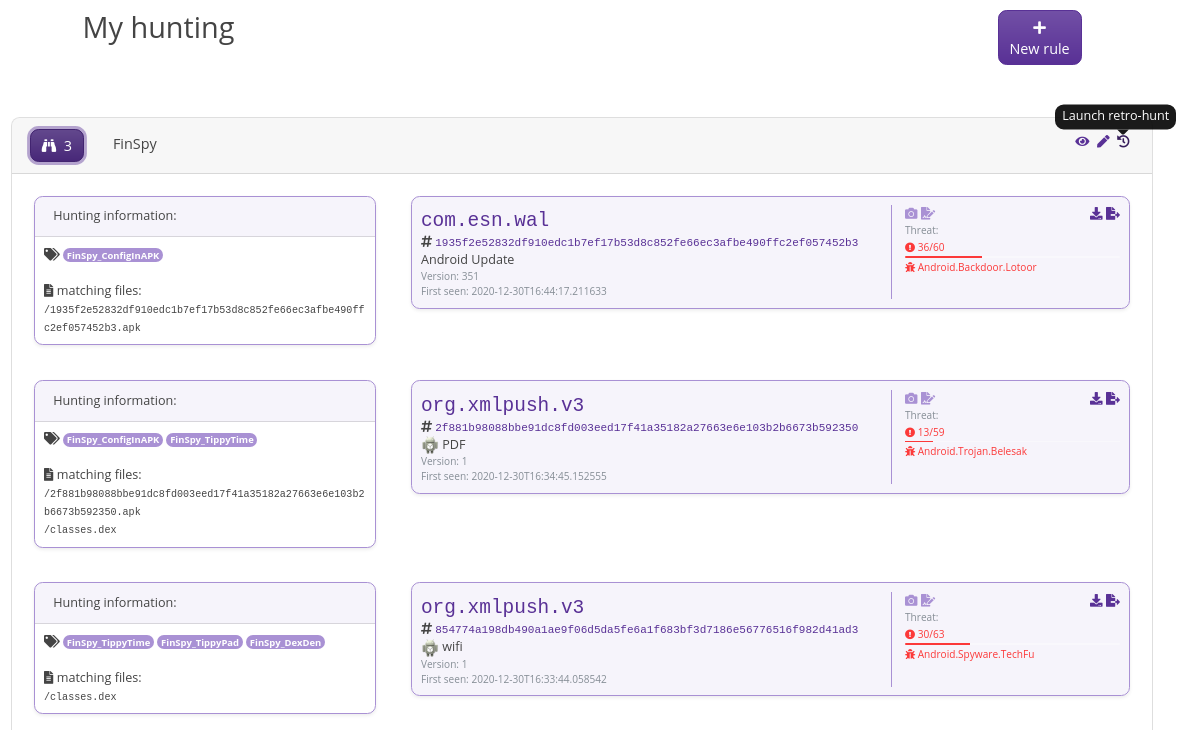 My hunting
+
New rule
Launch retro-hunt
3
FinSpy
Hunting information:
FinSpy_ConfigInAPK
matching files:
/1935f2e52832df910edc1b7ef17b53d8c852fe66ec3afbe490ff
c2ef057452b3.apk
com.esn.wal
# 1935f2e52832df910edc1b7ef17b53d8c852fe66ec3afbe490ffc2ef057452b3
Android Update
Version: 351
First seen: 2020-12-30T16:44:17.211633
Threat:
36/60
Android.Backdoor.Lotoor
Hunting information:
FinSpy_ConfigInAPK FinSpy_TippyTime
matching files:
/2f881b98088bbe91dc8fd003eed17f41a35182a27663e6e103b2
b6673b592350.apk
/classes.dex
org.xmlpush.v3
# 2f881b98088bbe91dc8fd003eed17f41a35182a27663e6e103b2b6673b592350
PDF
Version: 1
First seen: 2020-12-30T16:34:45.152555
Threat:
13/59
Android.Trojan.Belesak
Hunting information:
FinSpy_TippyTime FinSpy_TippyPad FinSpy_DexDen
matching files:
/classes.dex
org.xmlpush.v3
# 854774a198db490a1ae9f06d5da5fe6a1f683bf3d7186e56776516f982d41ad3
wifi
Version: 1
First seen: 2020-12-30T16:33:44.058542
Threat:
30/63
Android.Spyware.TechFu